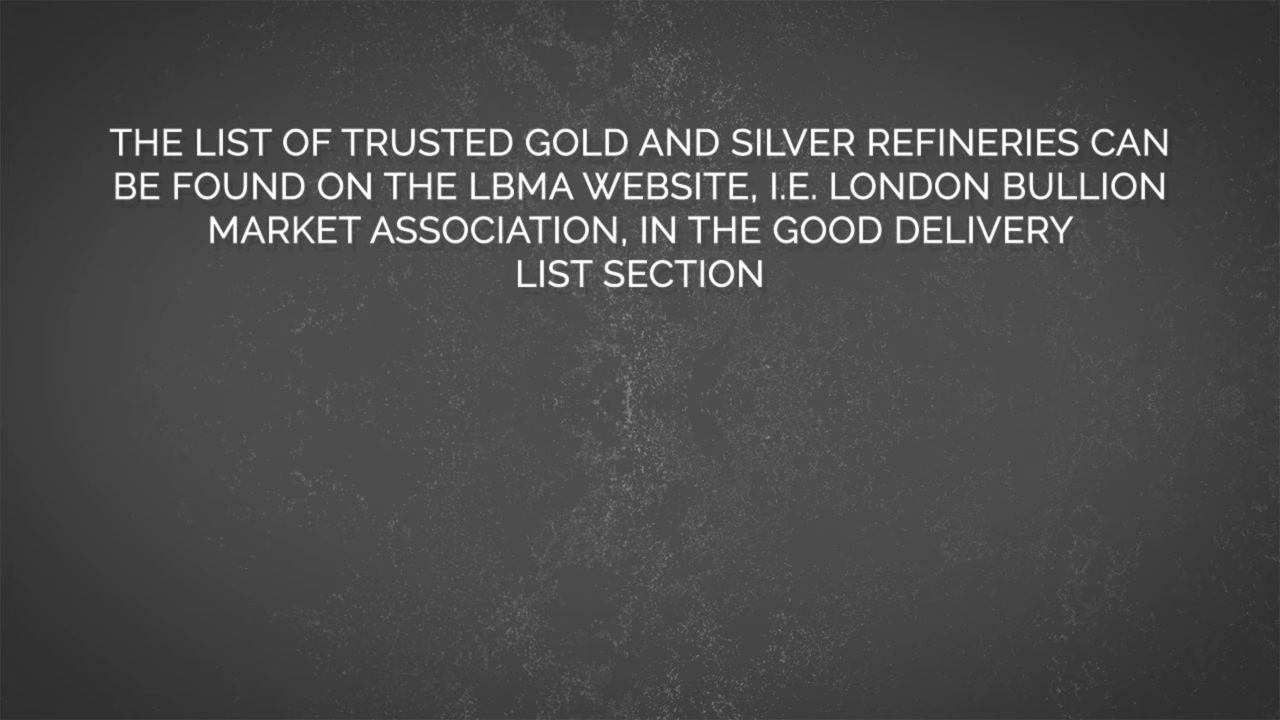 THE LIST OF TRUSTED GOLD AND SILVER REFINERIES CAN
BE FOUND ON THE LBMA WEBSITE, I.E. LONDON BULLION
MARKET ASSOCIATION, IN THE GOOD DELIVERY
LIST SECTION